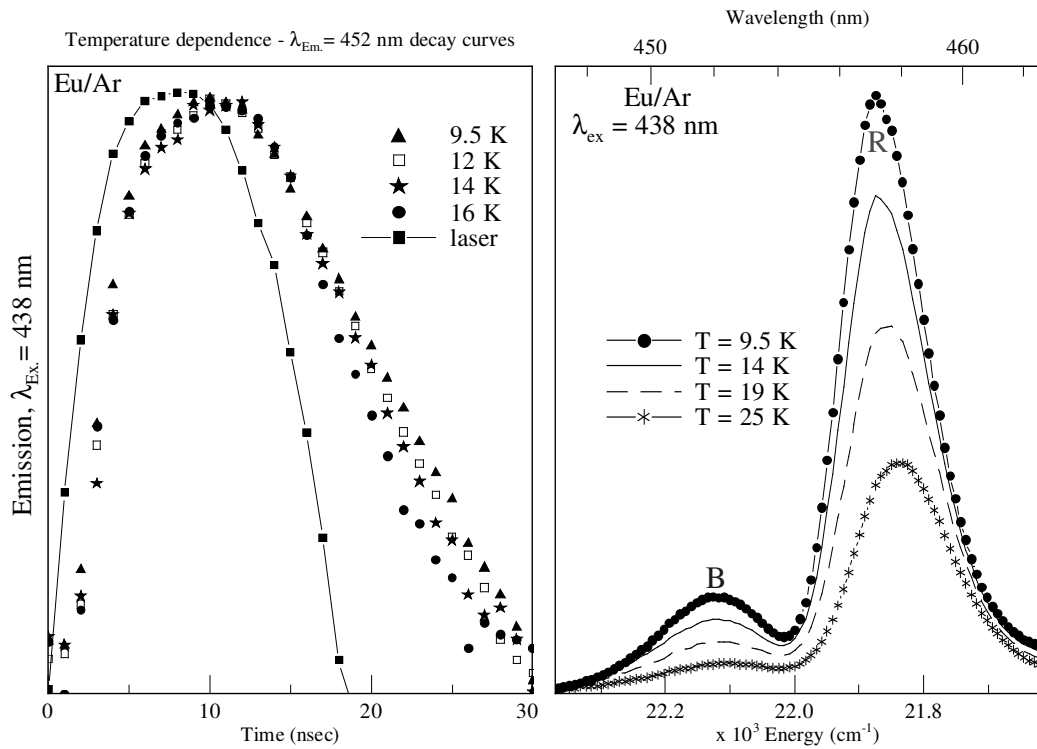 Temperature dependence - λEm.= 452 nm decay curves
Eu/Ar
9.5 K
12 K
14 K
16 K
laser
Emission, λEx.= 438 nm
0
10
20
30
Time (nsec)
Wavelength (nm)
450
460
Eu/Ar
λex = 438 nm
R
B
T = 9.5 K
T = 14 K
T = 19 K
T = 25 K
22.2
22.0
21.8
x 10³ Energy (cm⁻¹)